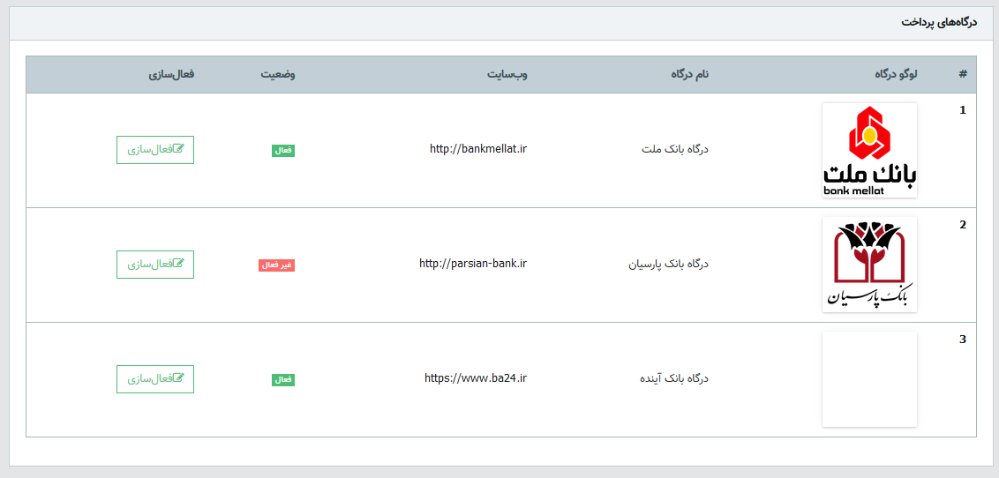 درگاه‌های پرداخت
# لوگو درگاه نام درگاه وب‌سایت وضعیت فعال‌سازی
1
بانك ملت
bank mellat
درگاه بانک ملت http://bankmellat.ir فعال فعال‌سازی
2
بانک پارسیان
درگاه بانک پارسیان http://parsian-bank.ir غیر فعال فعال‌سازی
3
درگاه بانک آینده https://www.ba24.ir فعال فعال‌سازی